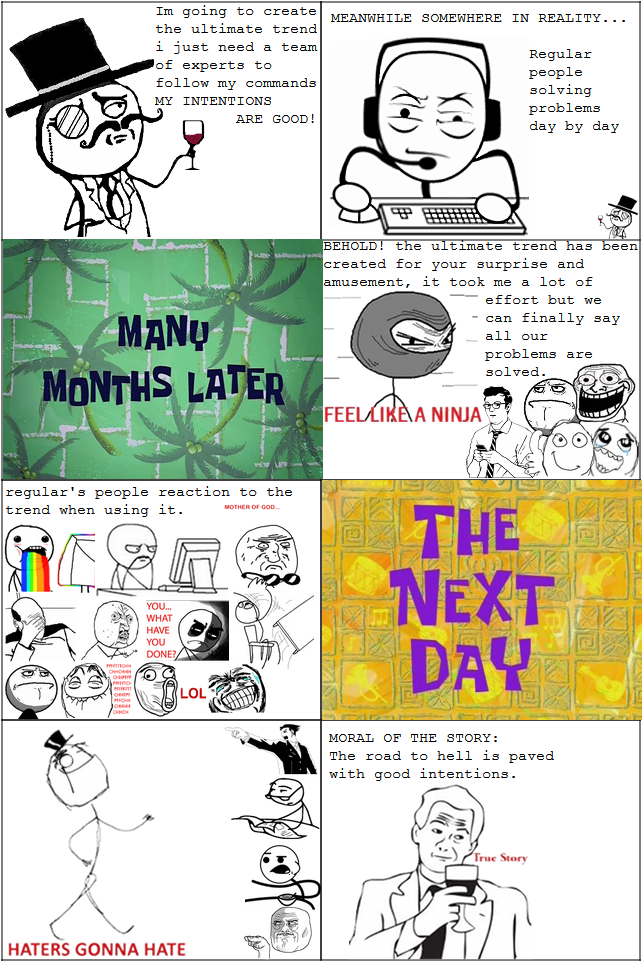 Im going to create
the ultimate trend
i just need a team
of experts to
follow my commands
MY INTENTIONS
ARE GOOD!
MEANWHILE SOMEWHERE IN REALITY...
Regular
people
solving
problems
day by day
MANY
MONTHS LATER
BEHOLD! the ultimate trend has been
created for your surprise and
amusement, it took me a lot of
effort but we
can finally say
all our
problems are
solved.
FEEL LIKE A NINJA
regular's people reaction to the
trend when using it.
MOTHER OF GOD...
YOU...
WHAT
HAVE
YOU
DONE?
LOL
THE
NEXT
DAY
HATERS GONNA HATE
MORAL OF THE STORY:
The road to hell is paved
with good intentions.
True Story